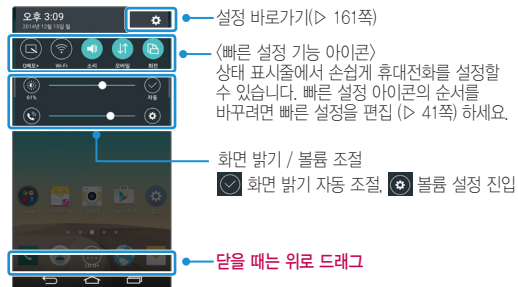 오후 3:09
2014년 12월 15일 월
Q메모+ Wi-Fi 소리 모바일 회전
61% 자동
설정 바로가기(▷ 161쪽)
〈빠른 설정 기능 아이콘〉
상태 표시줄에서 손쉽게 휴대전화를 설정할
수 있습니다. 빠른 설정 아이콘의 순서를
바꾸려면 빠른 설정을 편집 (▷ 41쪽) 하세요.
화면 밝기 / 볼륨 조절
화면 밝기 자동 조절, 볼륨 설정 진입
닫을 때는 위로 드래그